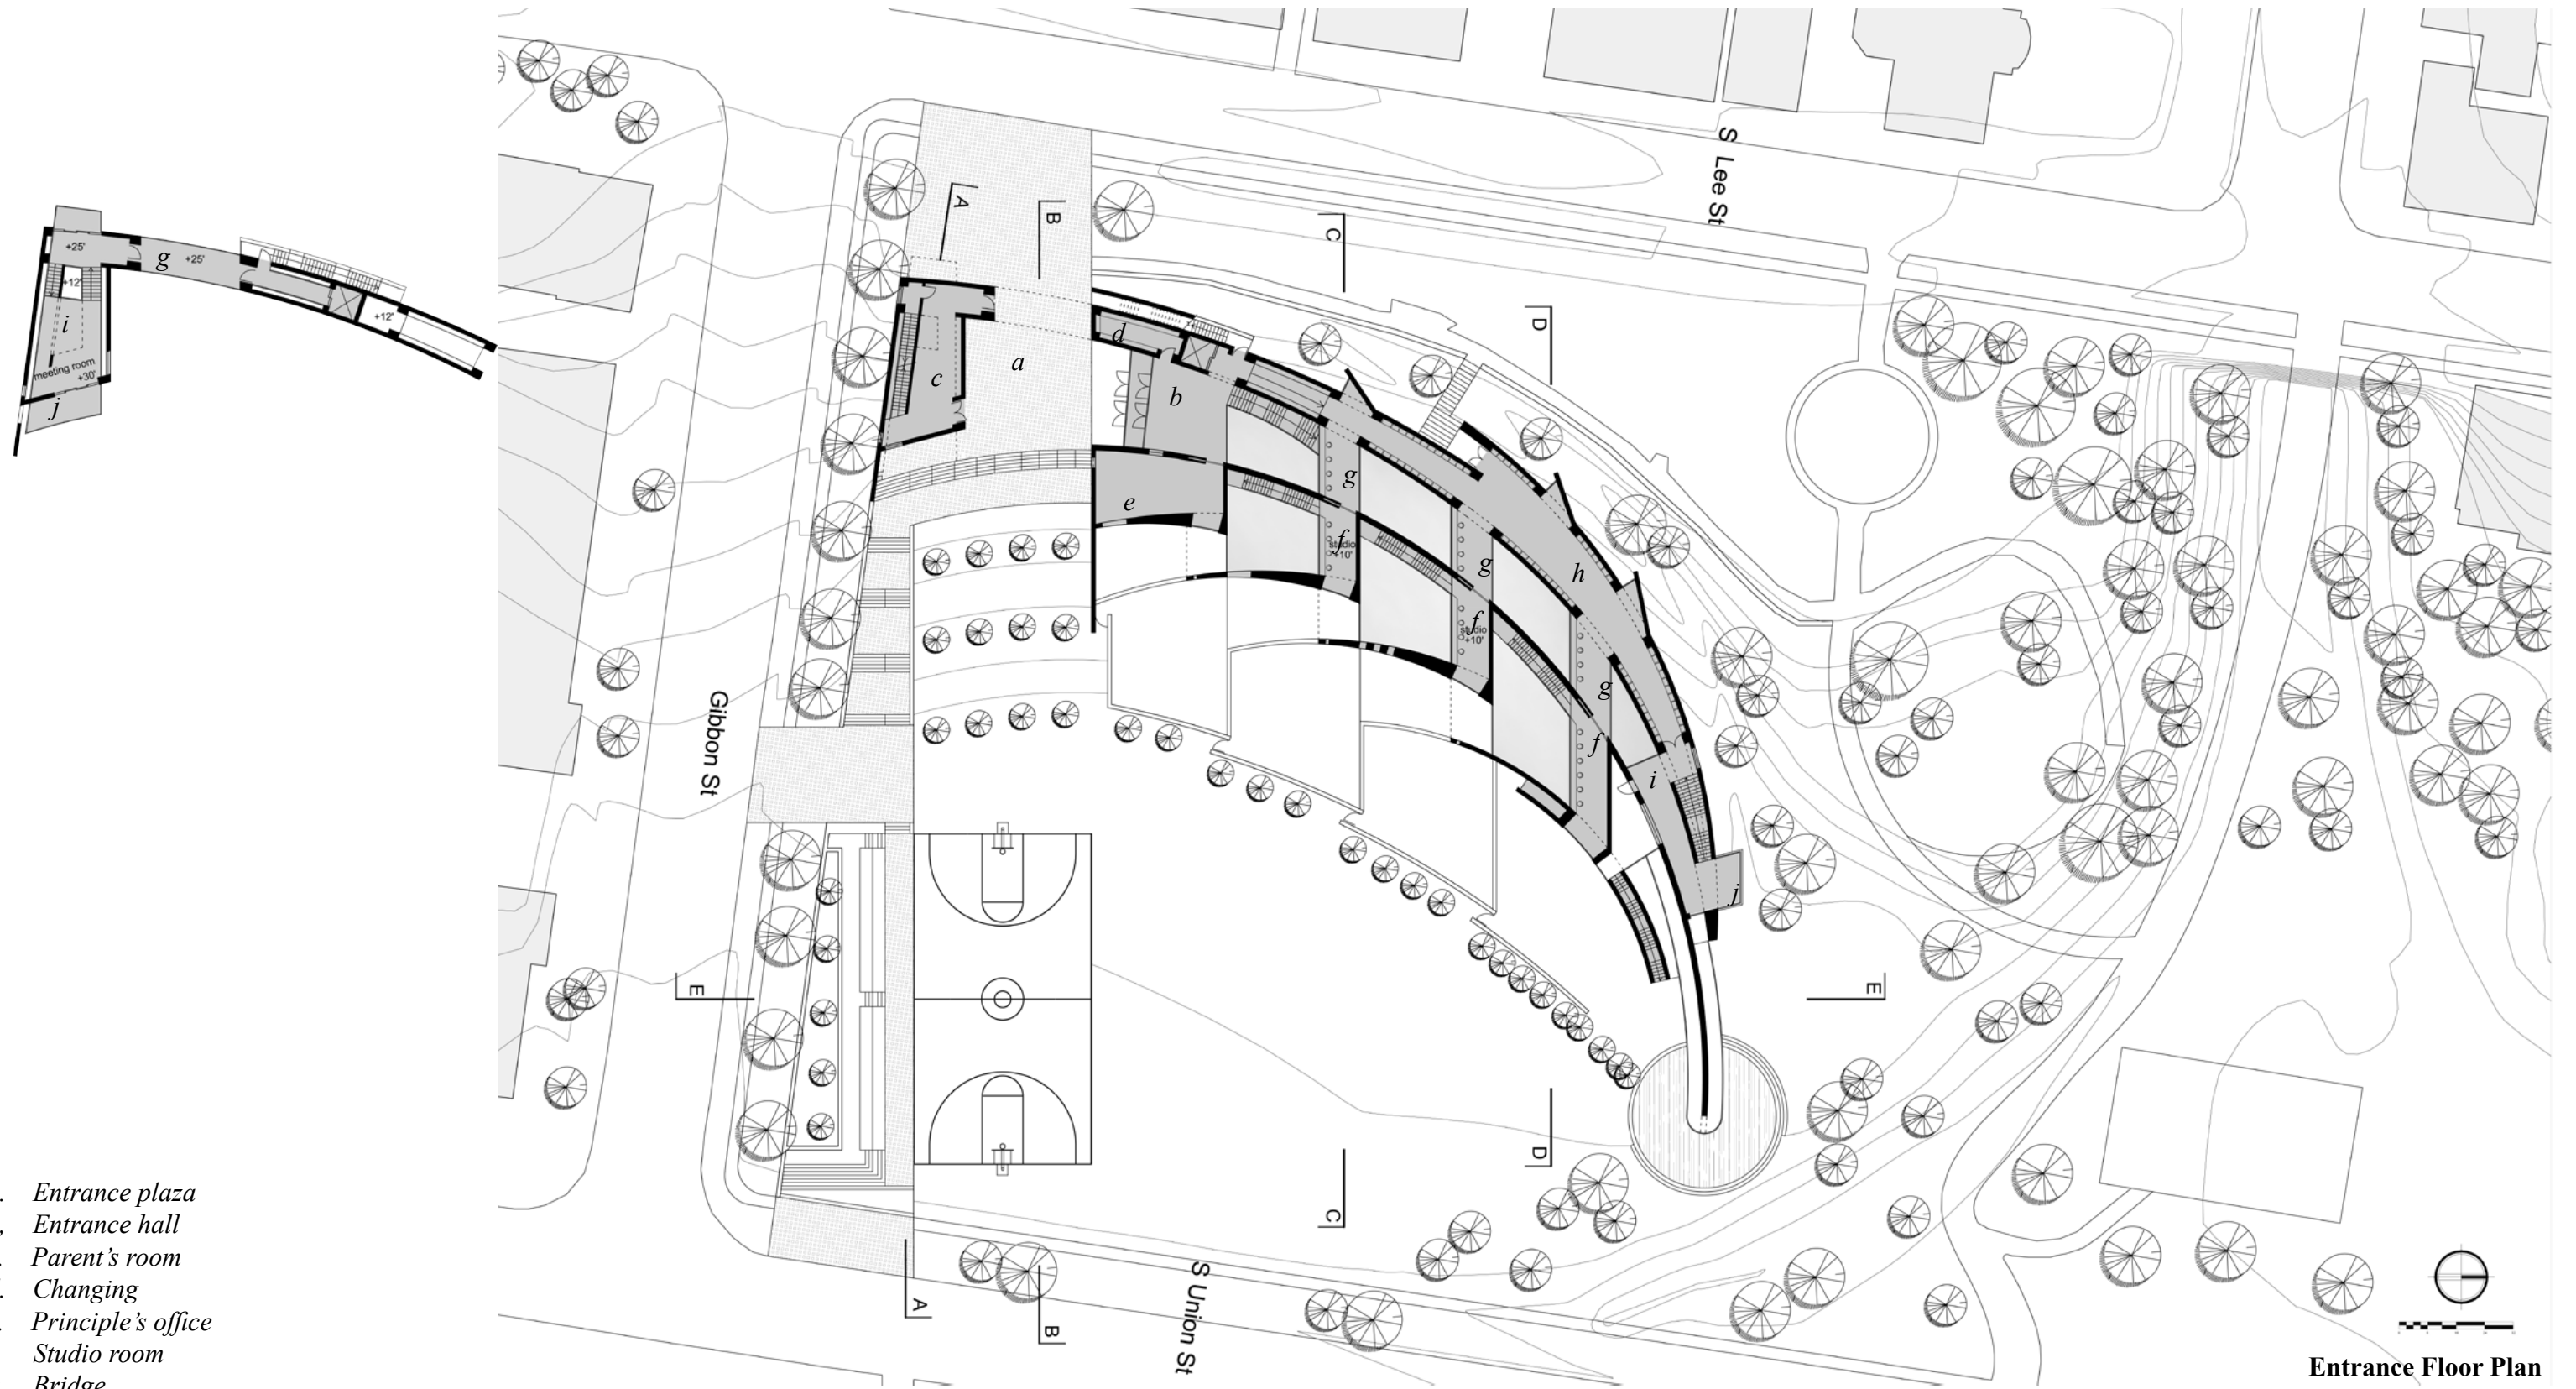 S Lee St
A
B
C
D
+25'
g
+25'
+12'
i
+12'
meeting room
+30'
j
d
a
c
b
e
g
f
studio
+10'
g
h
f
studio
+10'
g
f
i
j
Gibbon St
E
E
D
C
A
B
S Union St
. Entrance plaza
, Entrance hall
. Parent's room
. Changing
. Principle's office
Studio room
Bridge
Entrance Floor Plan